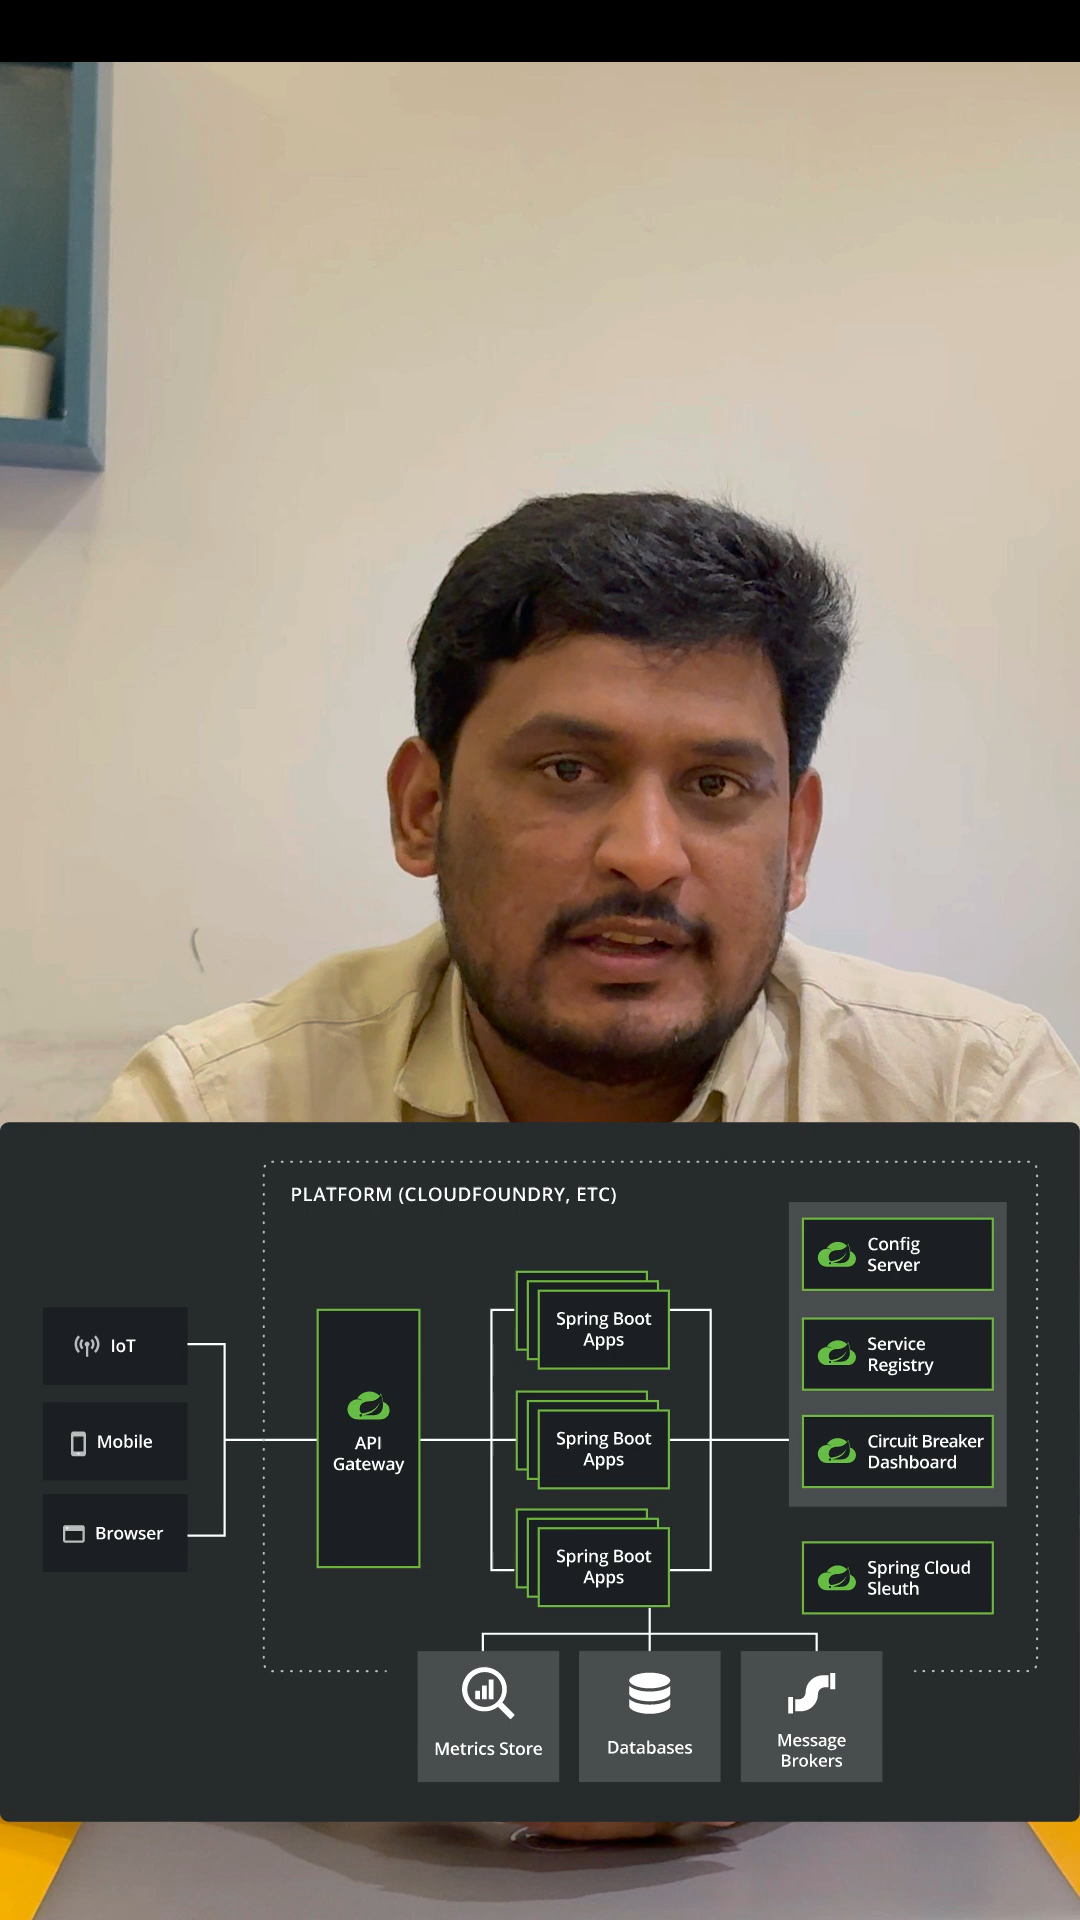 PLATFORM (CLOUDFOUNDRY, ETC)
IoT
Mobile
Browser
API
Gateway
Spring Boot
Apps
Spring Boot
Apps
Spring Boot
Apps
Config
Server
Service
Registry
Circuit Breaker
Dashboard
Spring Cloud
Sleuth
Metrics Store
Databases
Message
Brokers